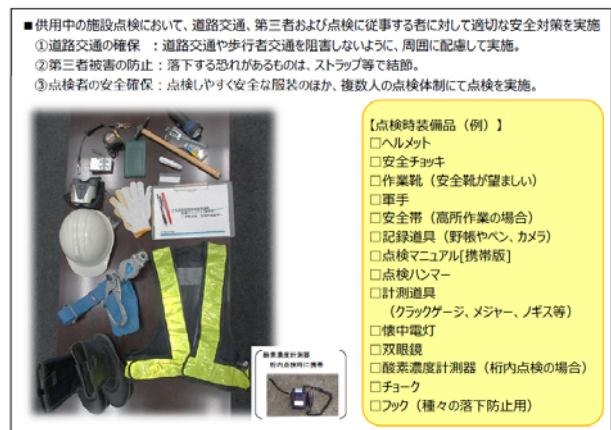 ■供用中の施設点検において、道路交通、第三者および点検に従事する者に対して適切な安全対策を実施
①道路交通の確保　：道路交通や歩行者交通を阻害しないように、周囲に配慮して実施。
②第三者被害の防止：落下する恐れがあるものは、ストラップ等で結節。
③点検者の安全確保：点検しやすく安全な服装のほか、複数人の点検体制にて点検を実施。
【点検時装備品（例）】
□ヘルメット
□安全チョッキ
□作業靴（安全靴が望ましい）
□軍手
□安全帯（高所作業の場合）
□記録道具（野帳やペン、カメラ）
□点検マニュアル[携帯版]
□点検ハンマー
□計測道具
（クラックゲージ、メジャー、ノギス等）
□懐中電灯
□双眼鏡
□酸素濃度計測器（桁内点検の場合）
□チョーク
□フック（種々の落下防止用）
酸素濃度計測器
桁内点検時に携帯